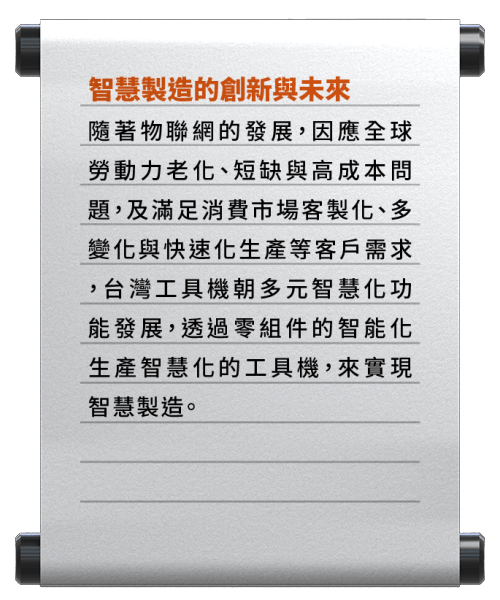 智慧製造的創新與未來
隨著物聯網的發展，因應全球
勞動力老化、短缺與高成本問
題，及滿足消費市場客製化、多
變化與快速化生產等客戶需求
，台灣工具機朝多元智慧化功
能發展，透過零組件的智能化
生產智慧化的工具機，來實現
智慧製造。